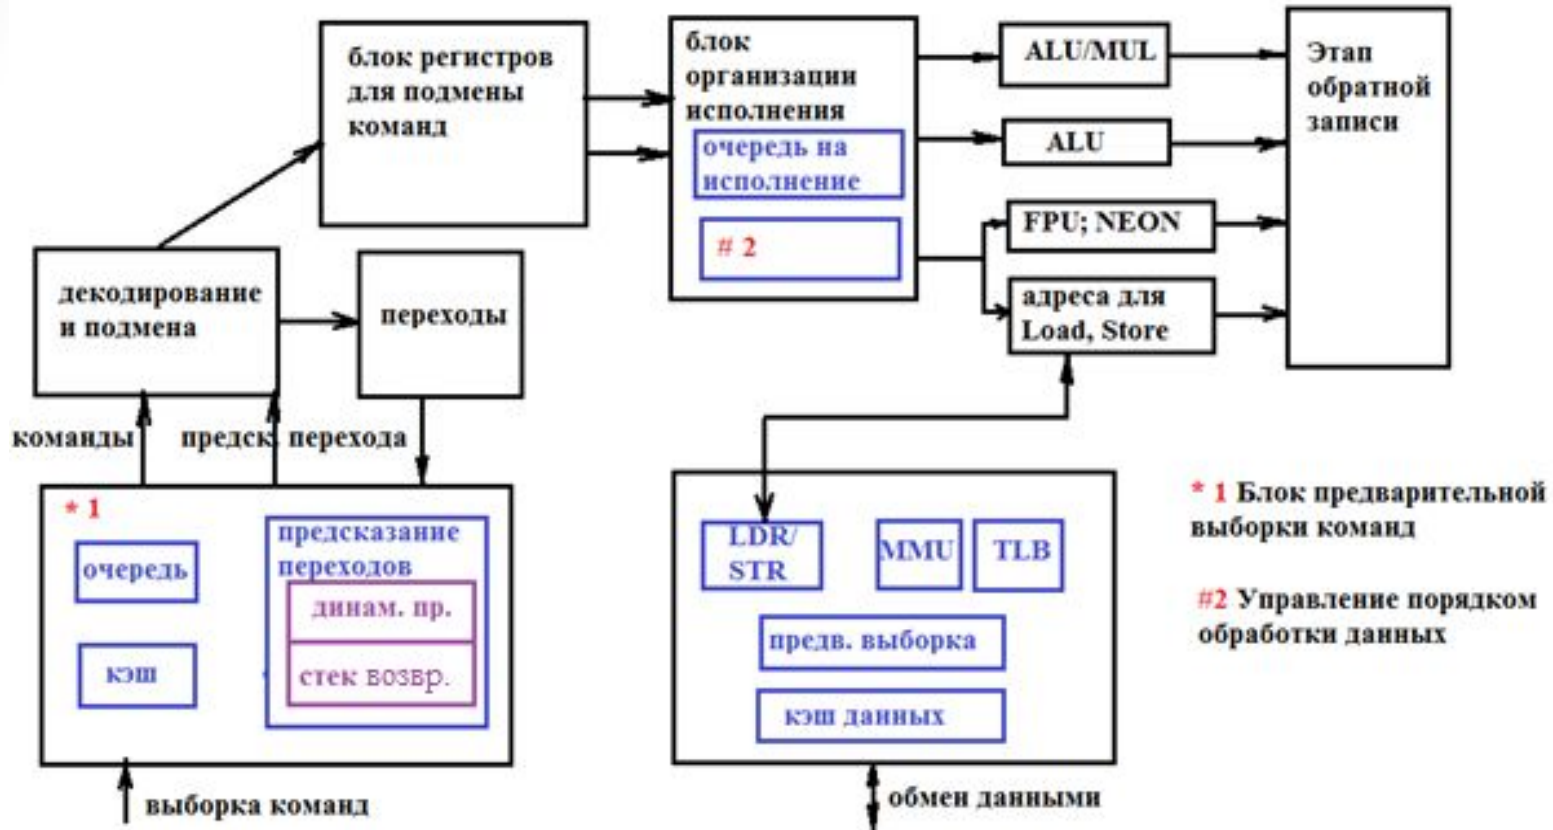 блок регистров
для подмены
команд
блок
организации
исполнения
очередь на
исполнение
# 2
ALU/MUL
ALU
FPU; NEON
адреса для
Load, Store
Этап
обратной
записи
декодирование
и подмена
переходы
команды
предск. перехода
* 1
очередь
кэш
предсказание
переходов
динам. пр.
стек возвр.
выборка команд
LDR/
STR
MMU
TLB
предв. выборка
кэш данных
обмен данными
* 1 Блок предварительной
выборки команд
#2 Управление порядком
обработки данных